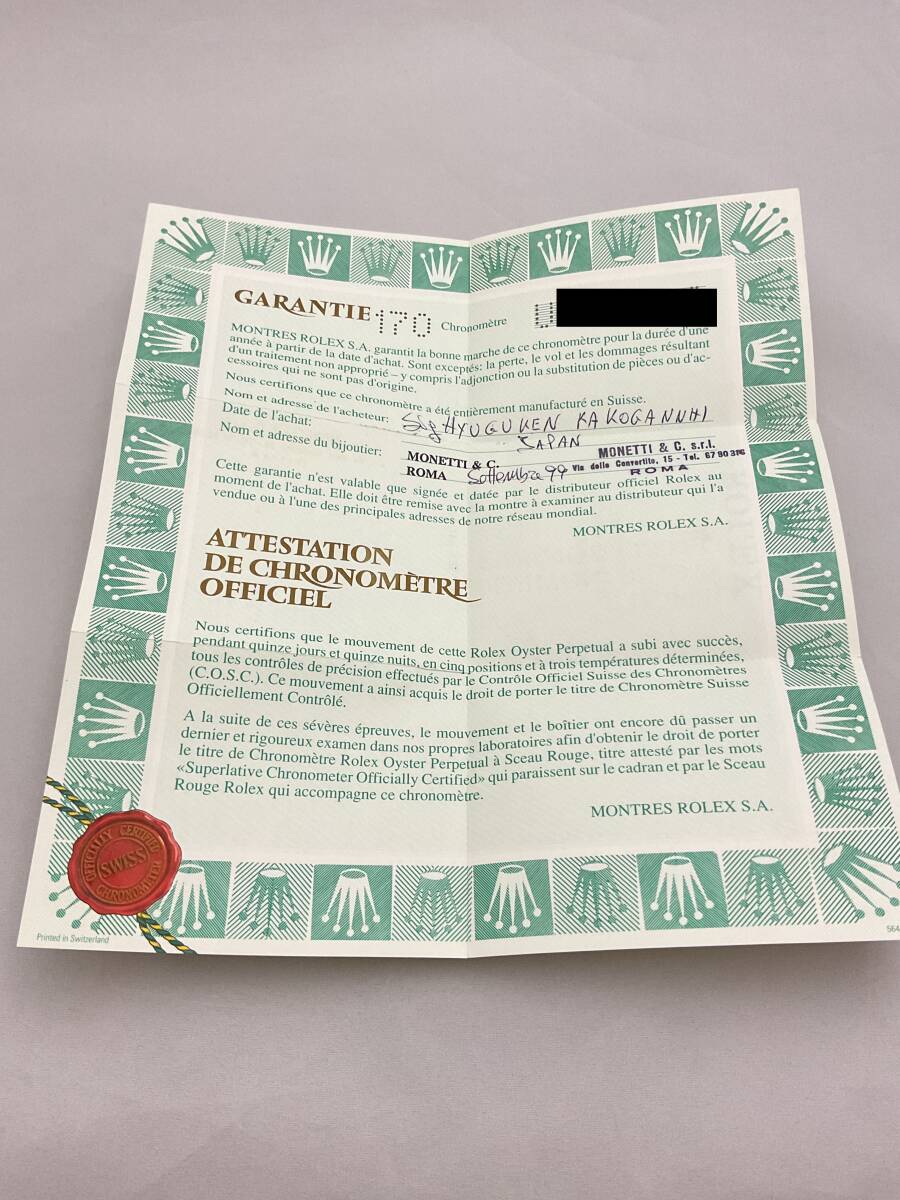 GARANTIE 170 Chronomètre
MONTRES ROLEX S.A. garantit la bonne marche de ce chronomètre pour la durée d'une
année à partir de la date d'achat. Sont exceptés: la perte, le vol et les dommages résultant
d'un traitement non approprié – y compris l'adjonction ou la substitution de pièces ou d'ac-
cessoires qui ne sont pas d'origine.
Nous certifions que ce chronomètre a été entièrement manufacturé en Suisse.
Nom et adresse de l'acheteur: Sig HYUGUKEN KAKOGANNHI
Date de l'achat: JAPAN
Nom et adresse du bijoutier: MONETTI & C. MONETTI & C. s.r.l.
ROMA Settembre 99 Via delle Convertite, 15 - Tel. 67 90
ROMA
Cette garantie n'est valable que signée et datée par le distributeur officiel Rolex au
moment de l'achat. Elle doit être remise avec la montre à examiner au distributeur qui l'a
vendue ou à l'une des principales adresses de notre réseau mondial.
MONTRES ROLEX S.A.
ATTESTATION
DE CHRONOMÈTRE
OFFICIEL
Nous certifions que le mouvement de cette Rolex Oyster Perpetual a subi avec succès,
pendant quinze jours et quinze nuits, en cinq positions et à trois températures déterminées,
tous les contrôles de précision effectués par le Contrôle Officiel Suisse des Chronomètres
(C.O.S.C.). Ce mouvement a ainsi acquis le droit de porter le titre de Chronomètre Suisse
Officiellement Contrôlé.
A la suite de ces sévères épreuves, le mouvement et le boîtier ont encore dû passer un
dernier et rigoureux examen dans nos propres laboratoires afin d'obtenir le droit de porter
le titre de Chronomètre Rolex Oyster Perpetual à Sceau Rouge, titre attesté par les mots
«Superlative Chronometer Officially Certified» qui paraissent sur le cadran et par le Sceau
Rouge Rolex qui accompagne ce chronomètre.
MONTRES ROLEX S.A.
OFFICIALLY CERTIFIED
SWISS
CHRONOMETER
Printed in Switzerland
564